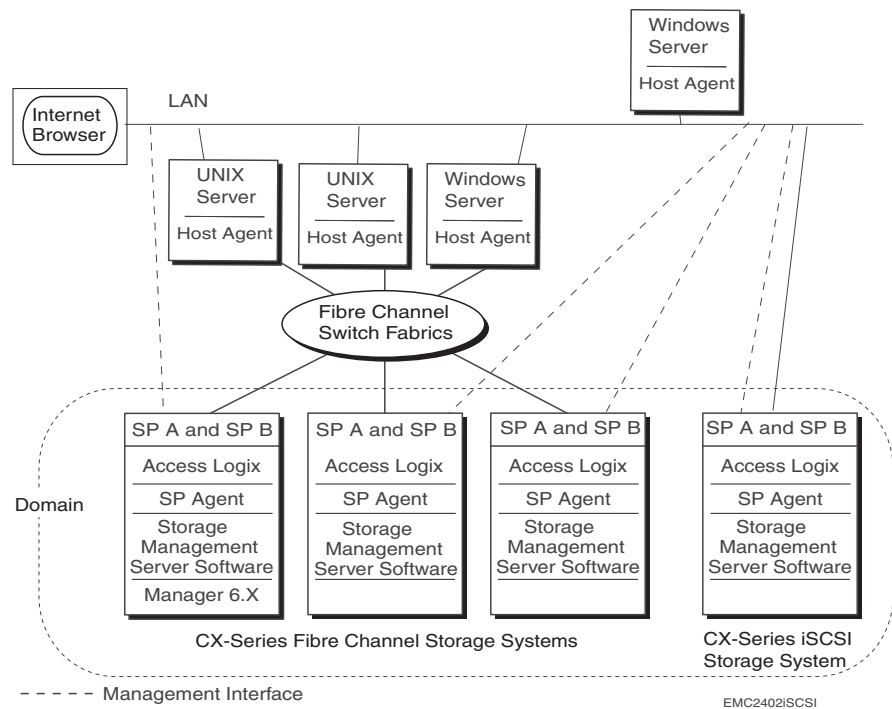 Windows
Server
Host Agent
LAN
Internet
Browser
UNIX
Server
Host Agent
UNIX
Server
Host Agent
Windows
Server
Host Agent
Fibre Channel
Switch Fabrics
Domain
SP A and SP B
Access Logix
SP Agent
Storage
Management
Server Software
Manager 6.X
SP A and SP B
Access Logix
SP Agent
Storage
Management
Server Software
SP A and SP B
Access Logix
SP Agent
Storage
Management
Server Software
SP A and SP B
Access Logix
SP Agent
Storage
Management
Server Software
CX-Series Fibre Channel Storage Systems
CX-Series iSCSI
Storage System
Management Interface
EMC2402iSCSI